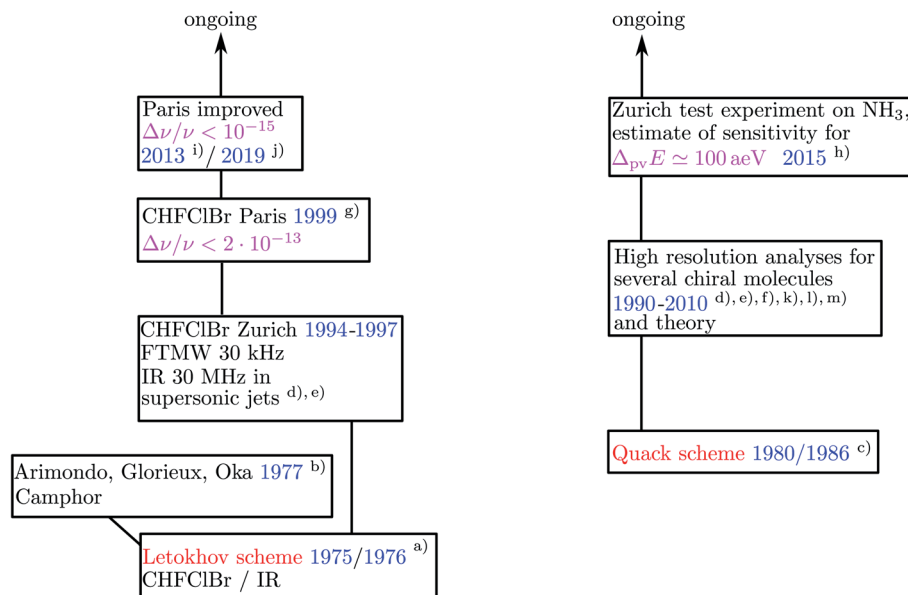 ongoing
Paris improved
Δν/ν < 10⁻¹⁵
2013 ⁱ⁾/ 2019 ʲ⁾
CHFClBr Paris 1999 ᵍ⁾
Δν/ν < 2 · 10⁻¹³
CHFClBr Zurich 1994-1997
FTMW 30 kHz
IR 30 MHz in
supersonic jets ᵈ⁾, ᵉ⁾
Arimondo, Glorieux, Oka 1977 ᵇ⁾
Camphor
Letokhov scheme 1975/1976 ᵃ⁾
CHFClBr / IR
ongoing
Zurich test experiment on NH₃,
estimate of sensitivity for
ΔₚᵥE ≃ 100 aeV 2015 ʰ⁾
High resolution analyses for
several chiral molecules
1990-2010 ᵈ⁾, ᵉ⁾, ᶠ⁾, ᵏ⁾, ˡ⁾, ᵐ⁾
and theory
Quack scheme 1980/1986 ᶜ⁾